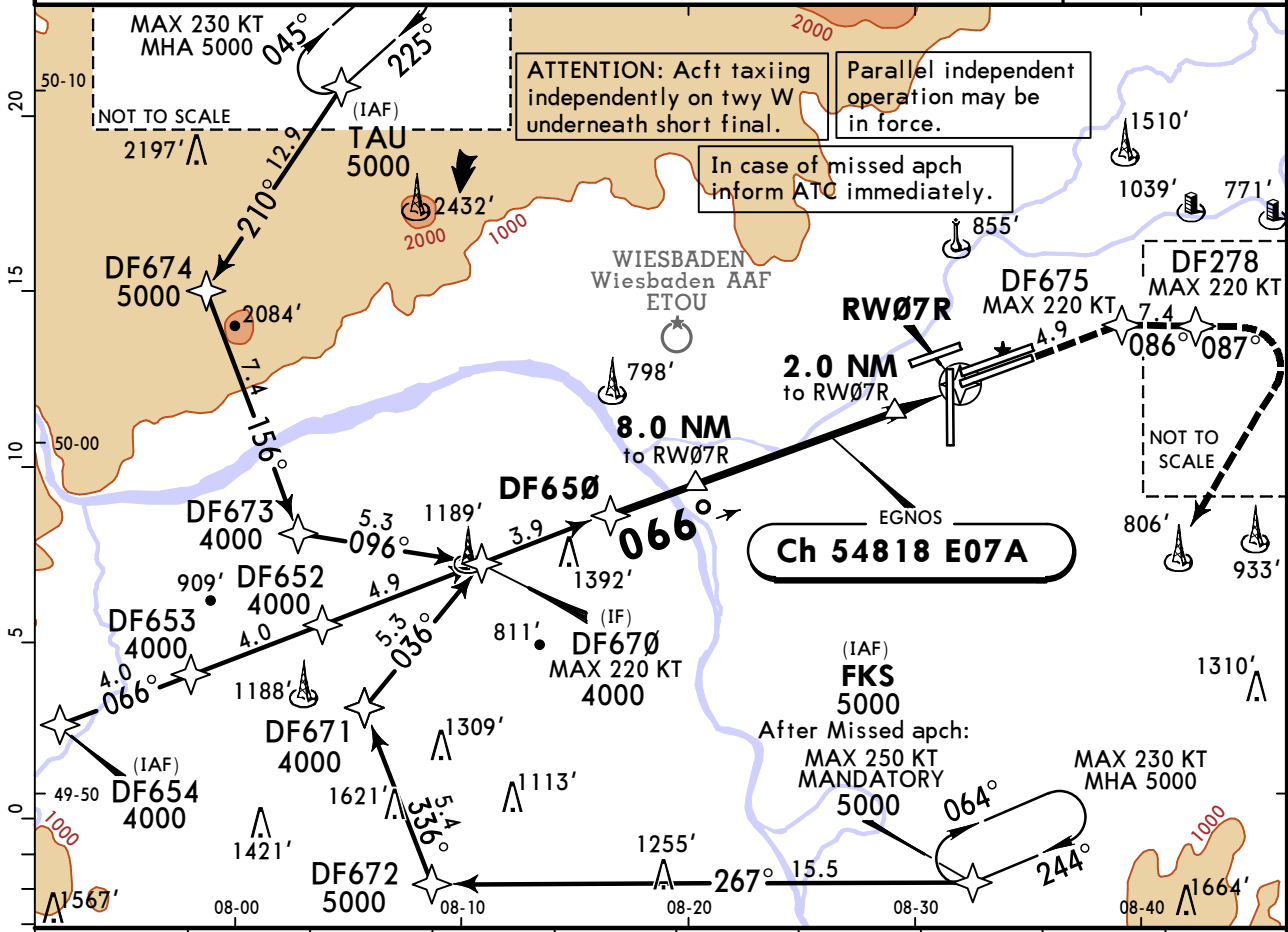 MAX 230 KT
MHA 5000
045°
225°
2000
50-10
20
NOT TO SCALE
(IAF)
TAU
5000
12.9
210°
2197'
ATTENTION: Acft taxiing
independently on twy W
underneath short final.
Parallel independent
operation may be
in force.
In case of missed apch
inform ATC immediately.
1510'
1039'
771'
2432'
2000
1000
855'
DF674
5000
15
2084'
WIESBADEN
Wiesbaden AAF
ETOU
DF675
MAX 220 KT
DF278
MAX 220 KT
RWØ7R
4.9
7.4
086°
087°
2.0 NM
to RWØ7R
798'
7.4
156°
8.0 NM
to RWØ7R
10
50-00
NOT TO
SCALE
DF65Ø
066°
EGNOS
Ch 54818 E07A
806'
933'
DF673
4000
5.3
096°
1189'
3.9
1392'
909'
DF652
4000
4.9
DF653
4000
4.0
5.3
036°
811'
(IF)
DF67Ø
MAX 220 KT
4000
5
4.0
066°
1188'
DF671
4000
1309'
1310'
(IAF)
FKS
5000
After Missed apch:
MAX 250 KT
MANDATORY
5000
MAX 230 KT
MHA 5000
064°
244°
(IAF)
DF654
4000
49-50
0
1621'
1113'
5.4
336°
1421'
1255'
1000
1000
DF672
5000
267°
15.5
1567'
1664'
08-00
08-10
08-20
08-30
08-40